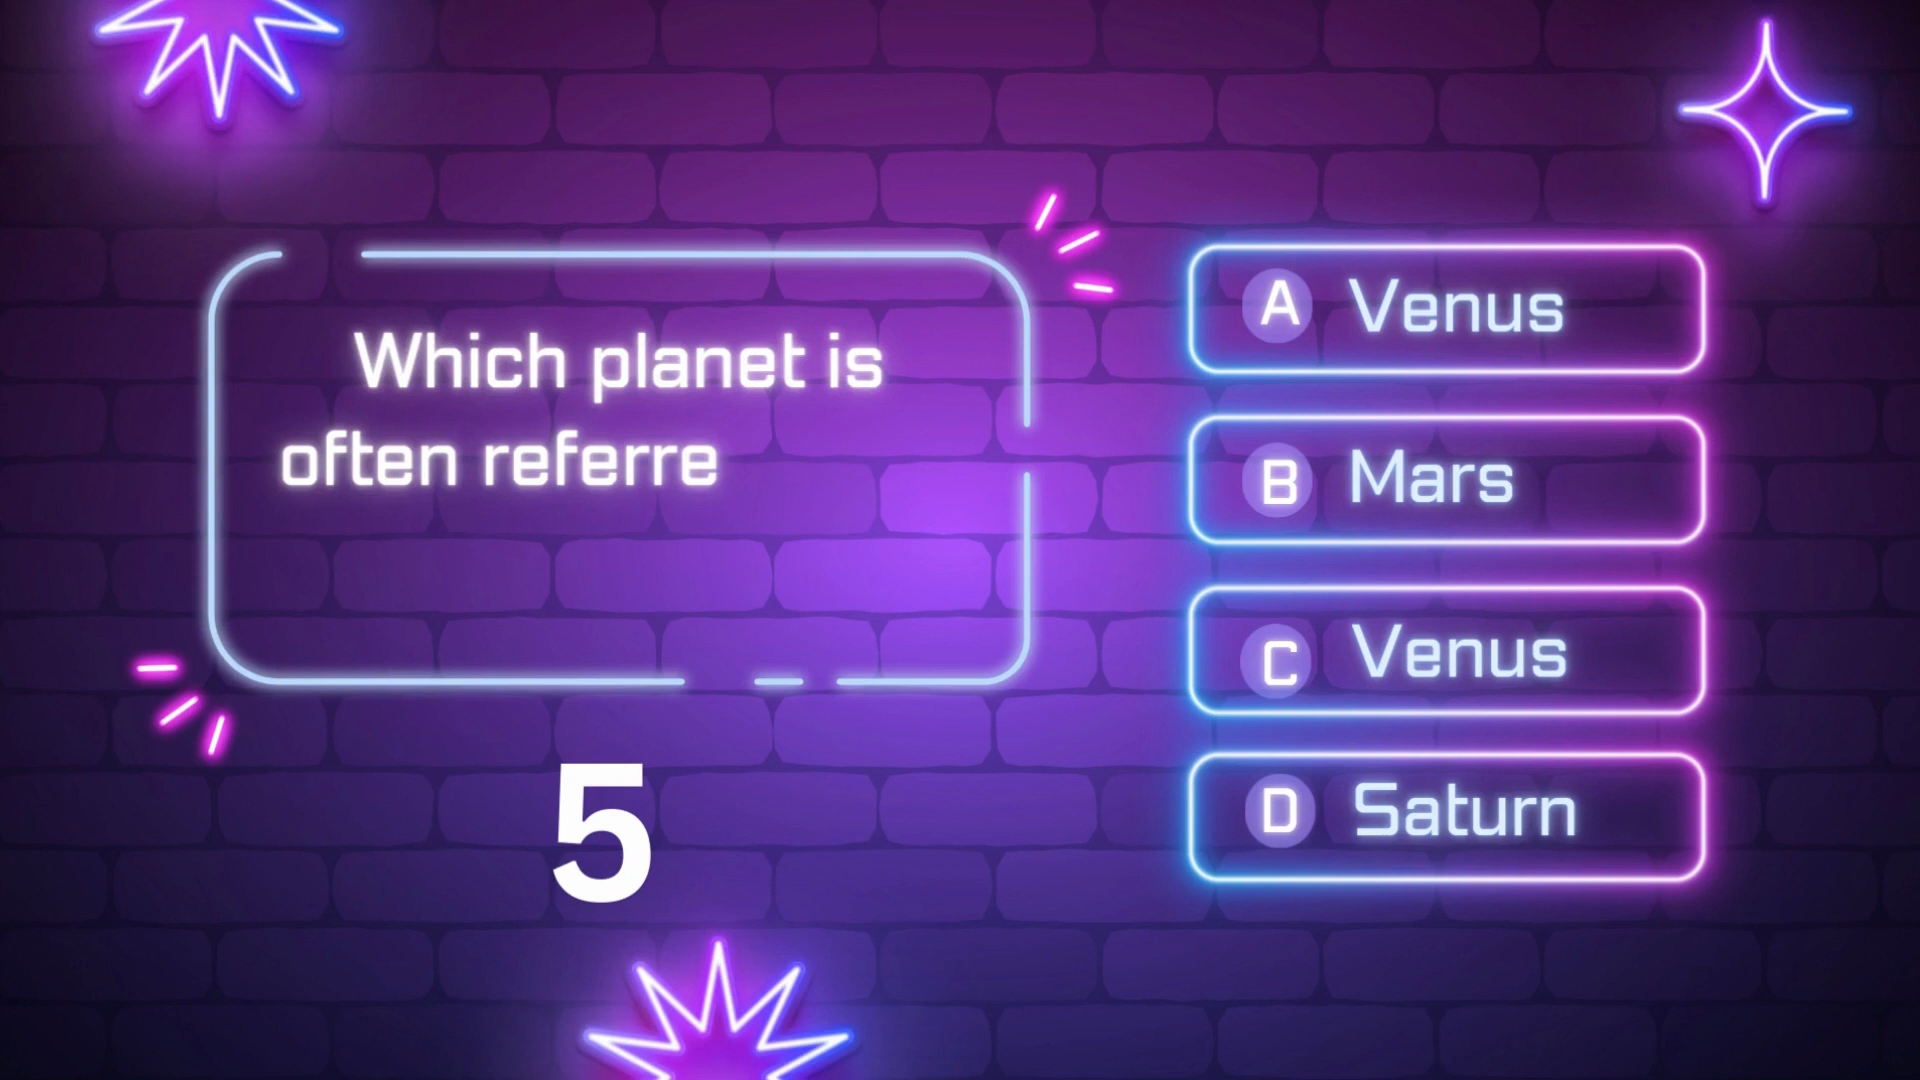 Which planet is
often referre
A Venus
B Mars
C Venus
D Saturn
5